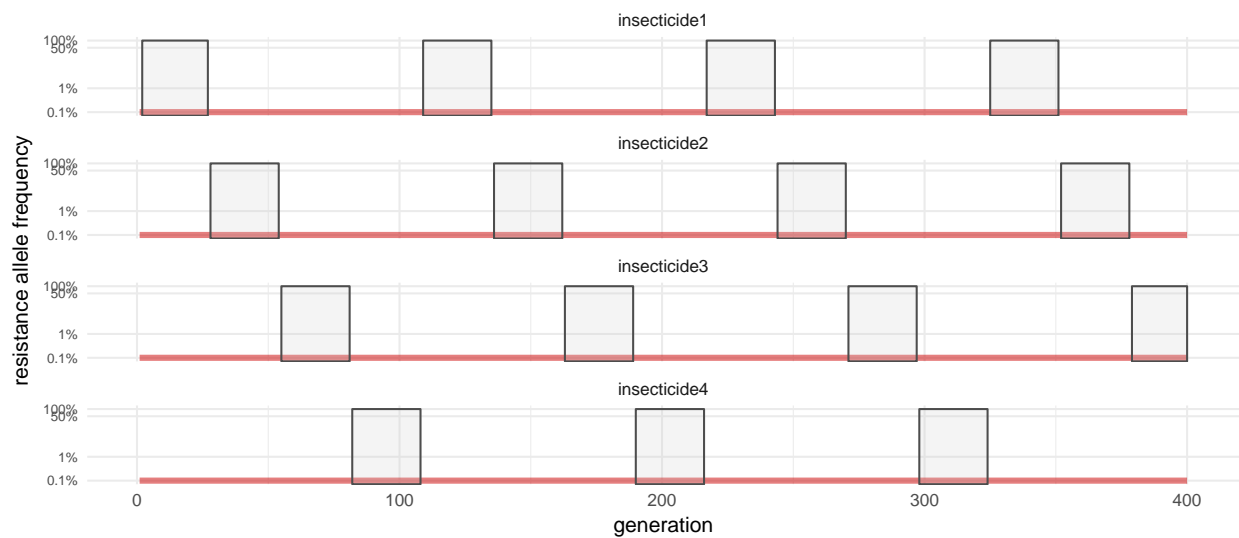 insecticide1
100%
50%
1%
0.1%
insecticide2
100%
50%
1%
0.1%
insecticide3
100%
50%
1%
0.1%
insecticide4
100%
50%
1%
0.1%
0 100 200 300 400
generation
resistance allele frequency